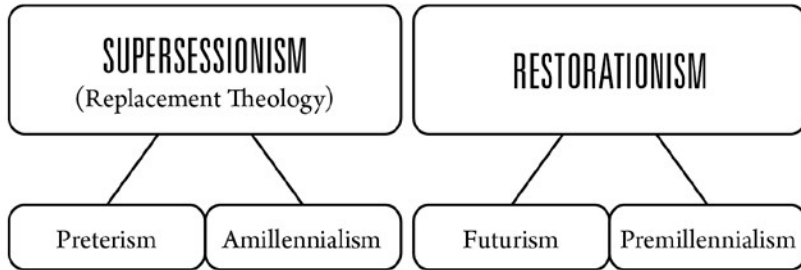 SUPERSESSIONISM
(Replacement Theology)
RESTORATIONISM
Preterism
Amillennialism
Futurism
Premillennialism